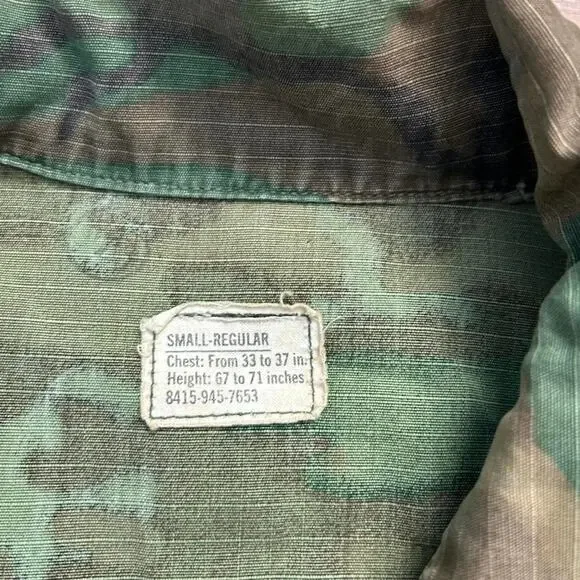 SMALL-REGULAR
Chest: From 33 to 37 in.
Height: 67 to 71 inches
8415-945-7653